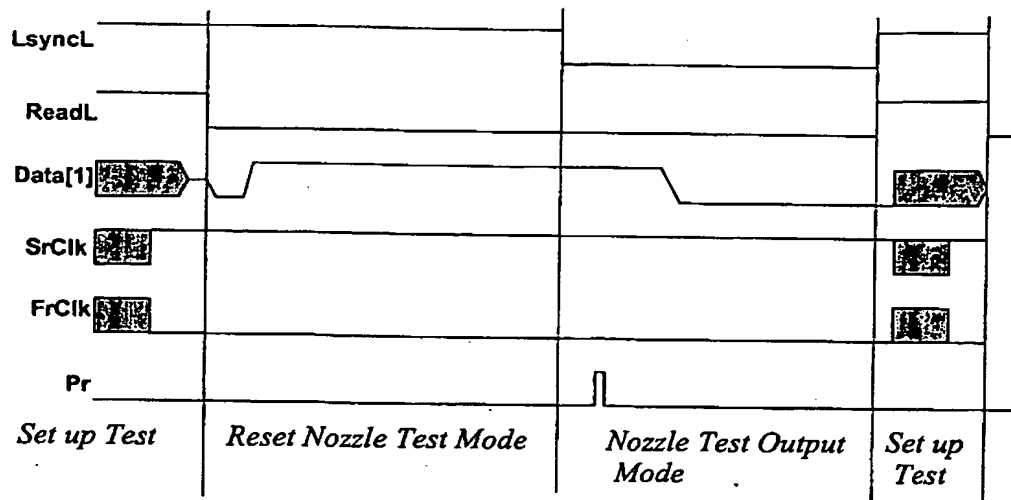 LsyncL
ReadL
Data[1]
SrClk
FrClk
Pr
Set up Test
Reset Nozzle Test Mode
Nozzle Test Output
Mode
Set up
Test